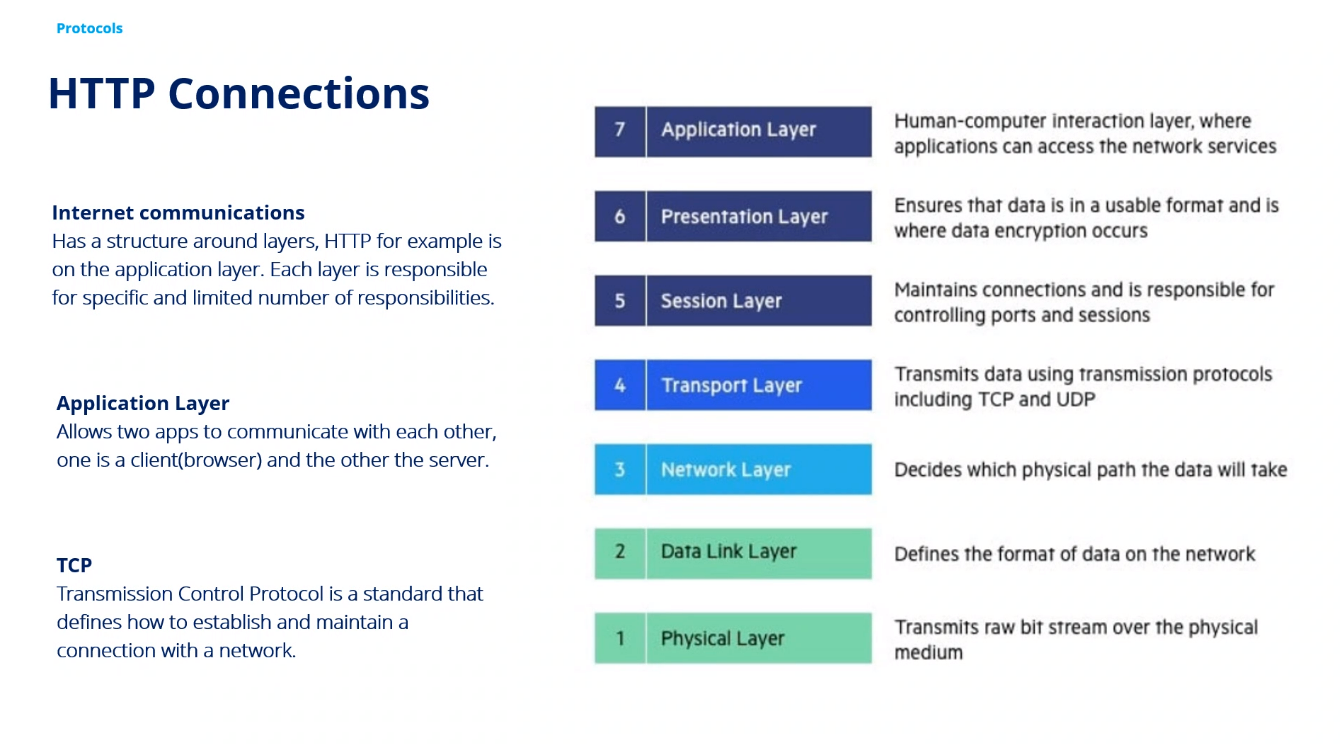 Protocols
HTTP Connections
Internet communications
Has a structure around layers, HTTP for example is
on the application layer. Each layer is responsible
for specific and limited number of responsibilities.
Application Layer
Allows two apps to communicate with each other,
one is a client(browser) and the other the server.
TCP
Transmission Control Protocol is a standard that
defines how to establish and maintain a
connection with a network.
7 Application Layer
Human-computer interaction layer, where
applications can access the network services
6 Presentation Layer
Ensures that data is in a usable format and is
where data encryption occurs
5 Session Layer
Maintains connections and is responsible for
controlling ports and sessions
4 Transport Layer
Transmits data using transmission protocols
including TCP and UDP
3 Network Layer
Decides which physical path the data will take
2 Data Link Layer
Defines the format of data on the network
1 Physical Layer
Transmits raw bit stream over the physical
medium